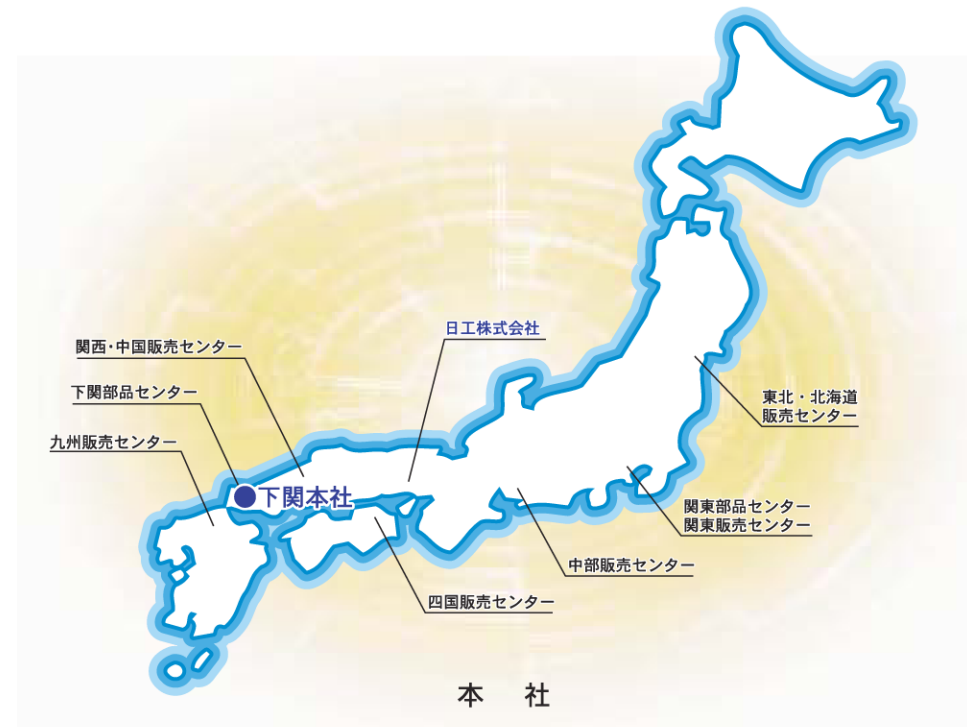 日工株式会社
関西・中国販売センター
下関部品センター
九州販売センター
下関本社
東北・北海道
販売センター
関東部品センター
関東販売センター
中部販売センター
四国販売センター
本 社